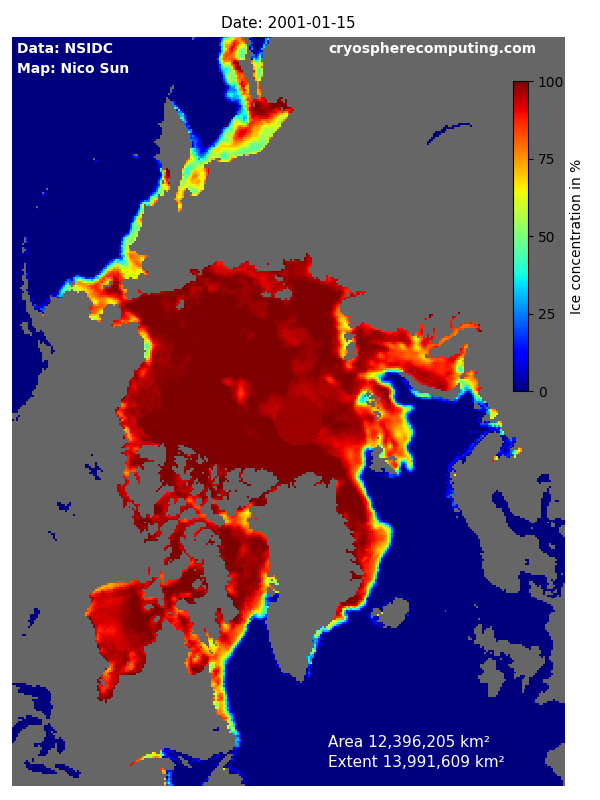 Date: 2001-01-15
Data: NSIDC
Map: Nico Sun
cryospherecomputing.com
100
75
50
25
0
Ice concentration in %
Area 12,396,205 km²
Extent 13,991,609 km²